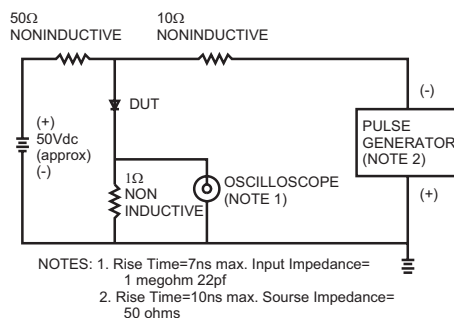 50Ω
NONINDUCTIVE
10Ω
NONINDUCTIVE
DUT
(+)
50Vdc
(approx)
(-)
1Ω
NON
INDUCTIVE
OSCILLOSCOPE
(NOTE 1)
(-)
PULSE
GENERATOR
(NOTE 2)
(+)
NOTES: 1. Rise Time=7ns max. Input Impedance=
1 megohm 22pf
2. Rise Time=10ns max. Sourse Impedance=
50 ohms